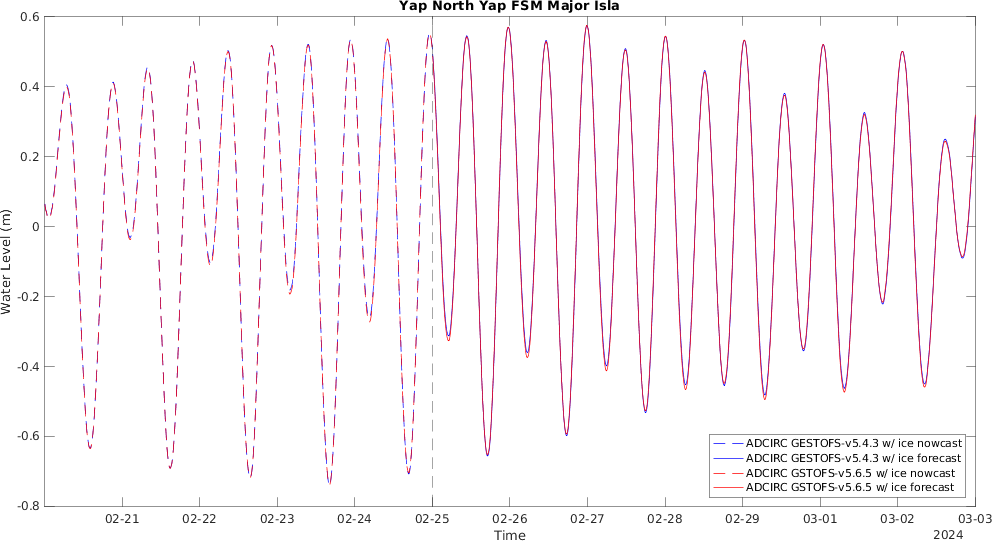 Yap North Yap FSM Major Isla
0.6
0.4
0.2
0
-0.2
-0.4
-0.6
-0.8
Water Level (m)
ADCIRC GESTOFS-v5.4.3 w/ ice nowcast
ADCIRC GESTOFS-v5.4.3 w/ ice forecast
ADCIRC GSTOFS-v5.6.5 w/ ice nowcast
ADCIRC GSTOFS-v5.6.5 w/ ice forecast
02-21 02-22 02-23 02-24 02-25 02-26 02-27 02-28 02-29 03-01 03-02 03-03
Time
2024